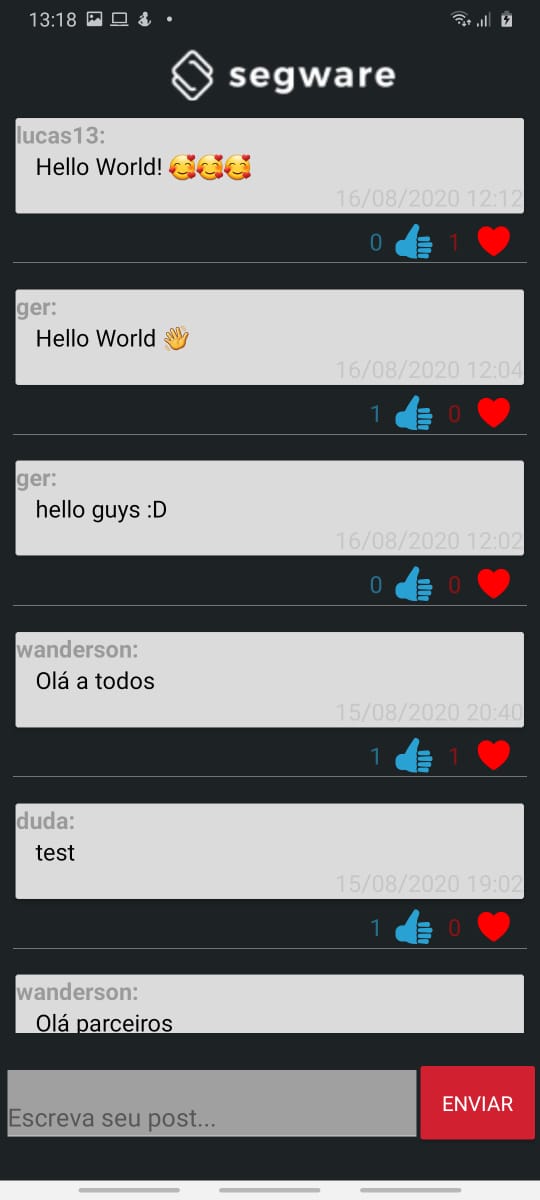 13:18
segware
lucas13:
Hello World! 🥰🥰🥰
16/08/2020 12:12
0 1
ger:
Hello World 👋
16/08/2020 12:04
1 0
ger:
hello guys :D
16/08/2020 12:02
0 0
wanderson:
Olá a todos
15/08/2020 20:40
1 1
duda:
test
15/08/2020 19:02
1 0
wanderson:
Olá parceiros
Escreva seu post...
ENVIAR